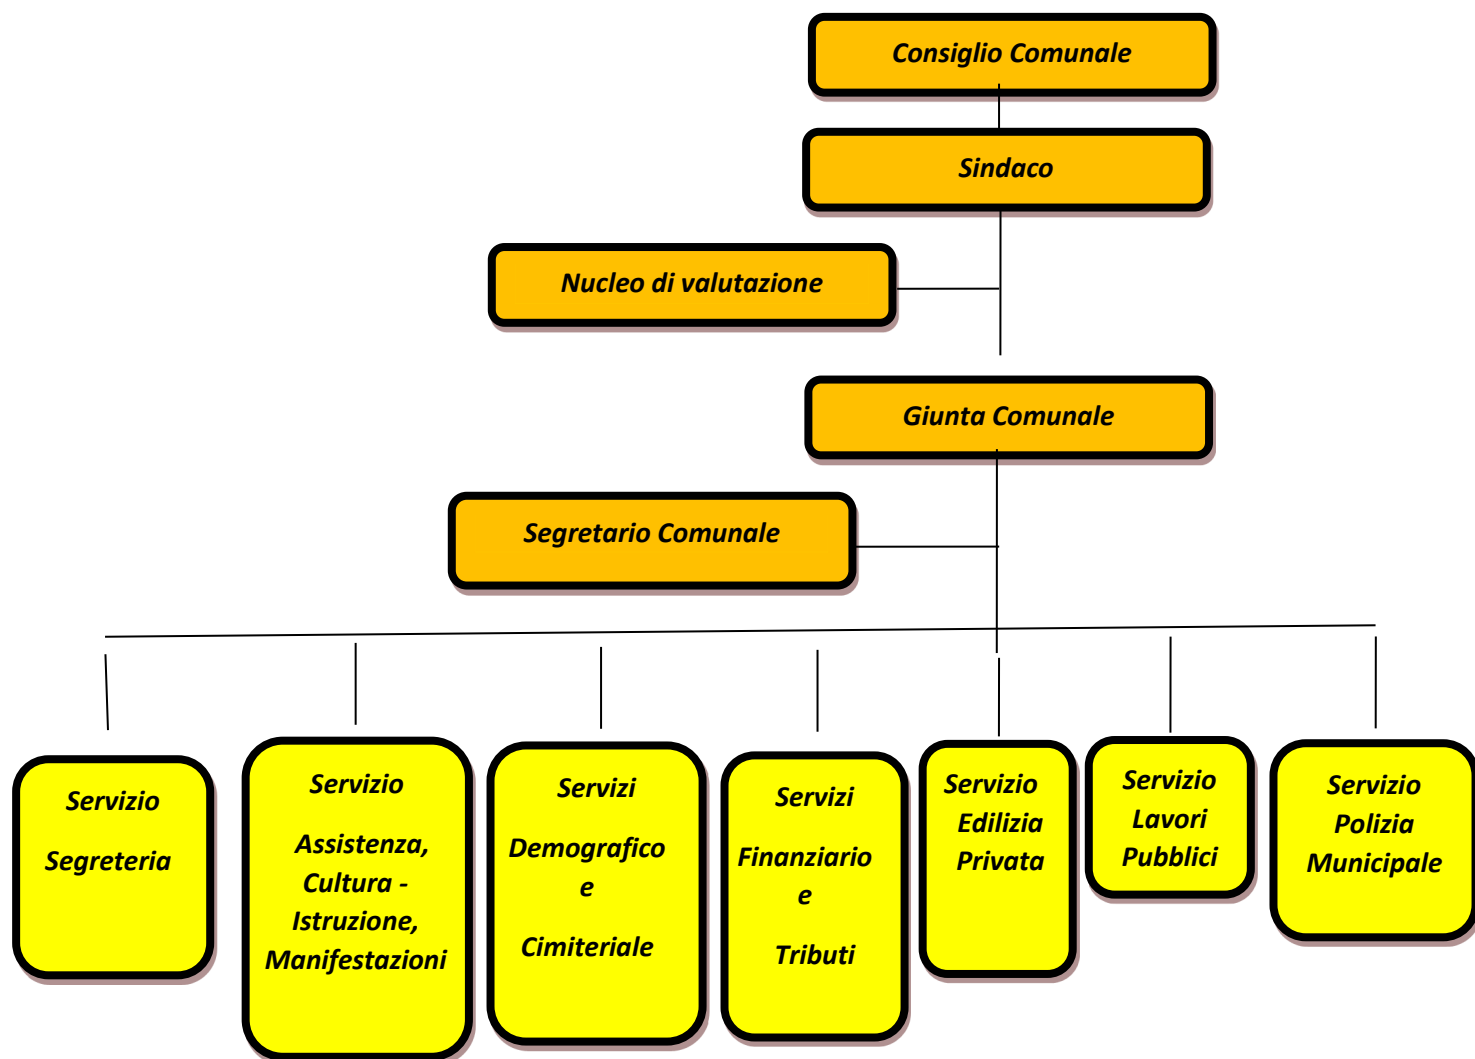 Consiglio Comunale
Sindaco
Nucleo di valutazione
Giunta Comunale
Segretario Comunale
Servizio
Segreteria
Servizio
Assistenza,
Cultura -
Istruzione,
Manifestazioni
Servizi
Demografico
e
Cimiteriale
Servizi
Finanziario
e
Tributi
Servizio
Edilizia
Privata
Servizio
Lavori
Pubblici
Servizio
Polizia
Municipale